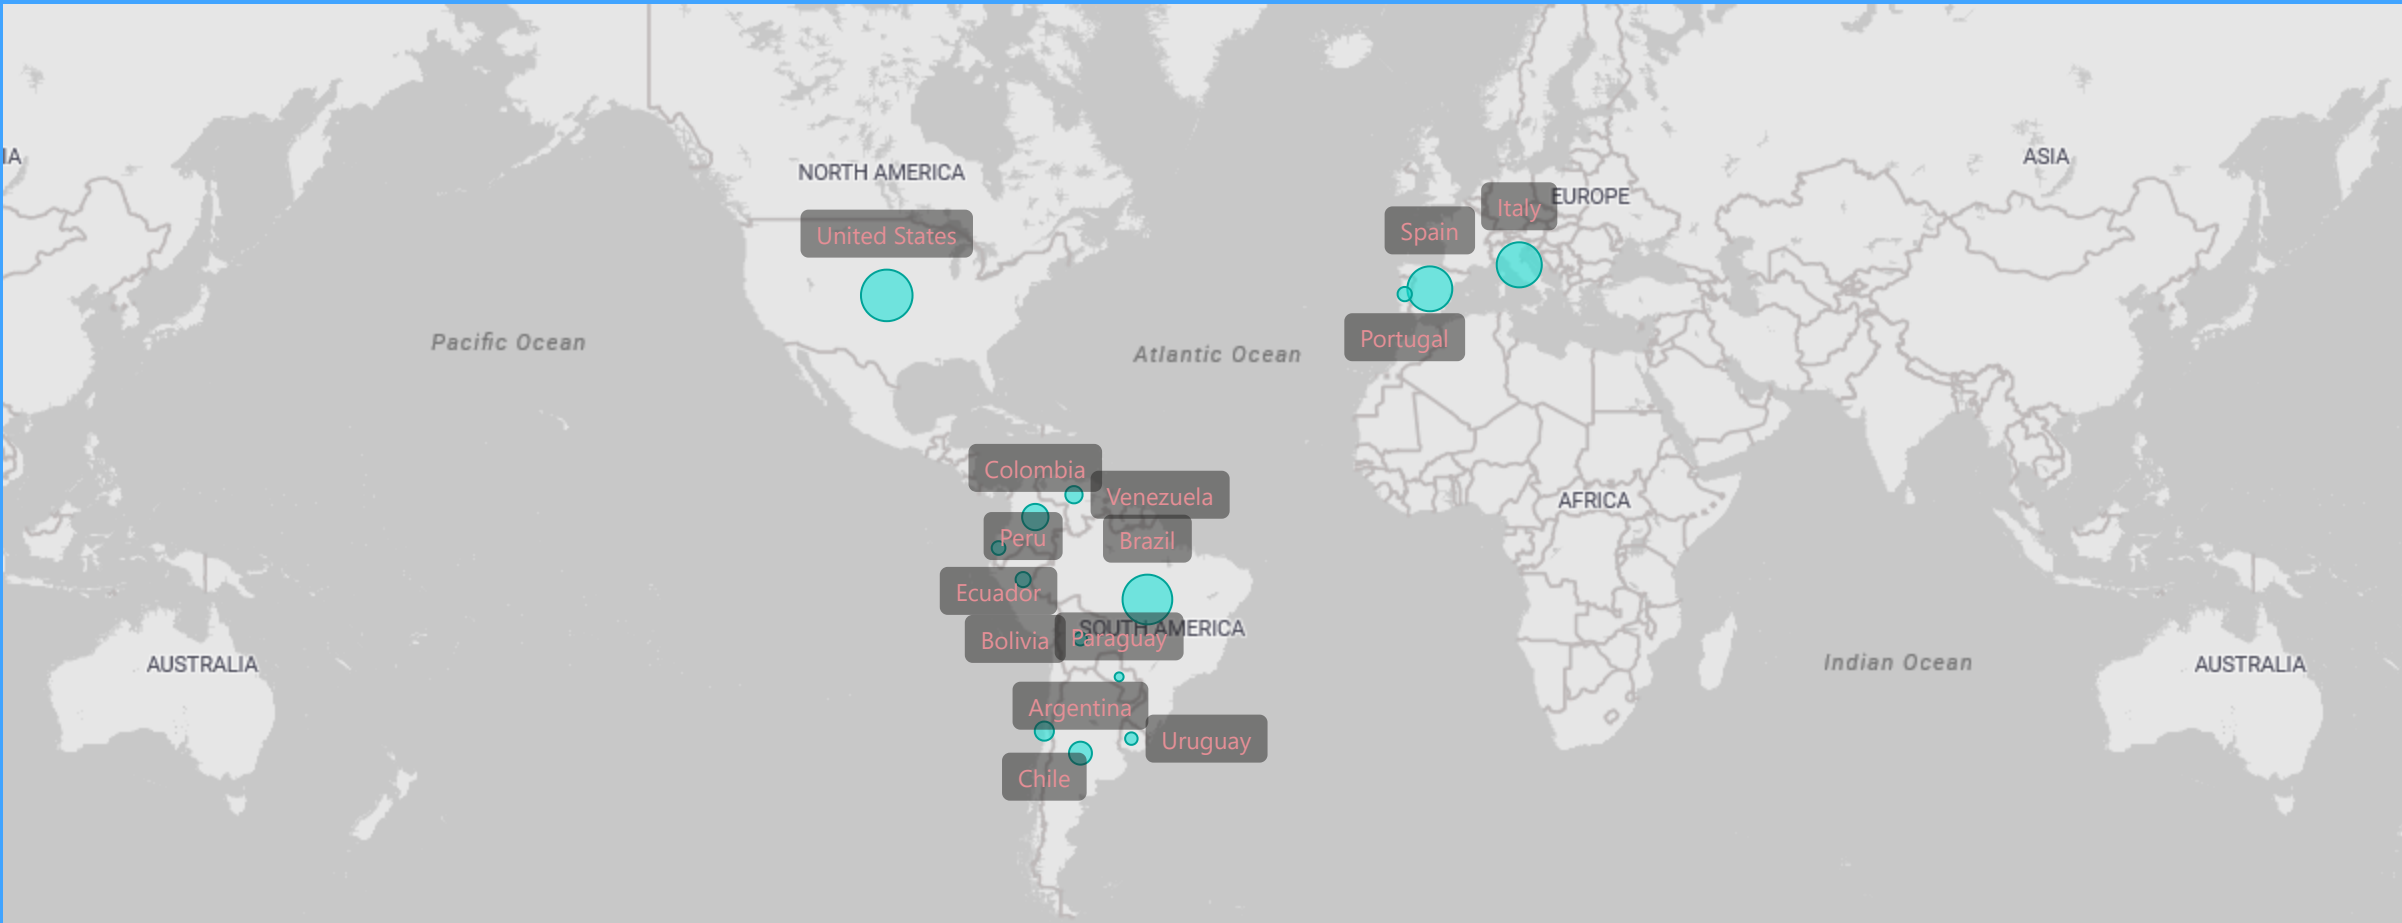 IA
NORTH AMERICA
ASIA
EUROPE
Italy
Spain
United States
Portugal
Pacific Ocean
Atlantic Ocean
Colombia
Venezuela
AFRICA
Peru
Brazil
Ecuador
SOUTH AMERICA
Bolivia
Paraguay
AUSTRALIA
Indian Ocean
AUSTRALIA
Argentina
Uruguay
Chile